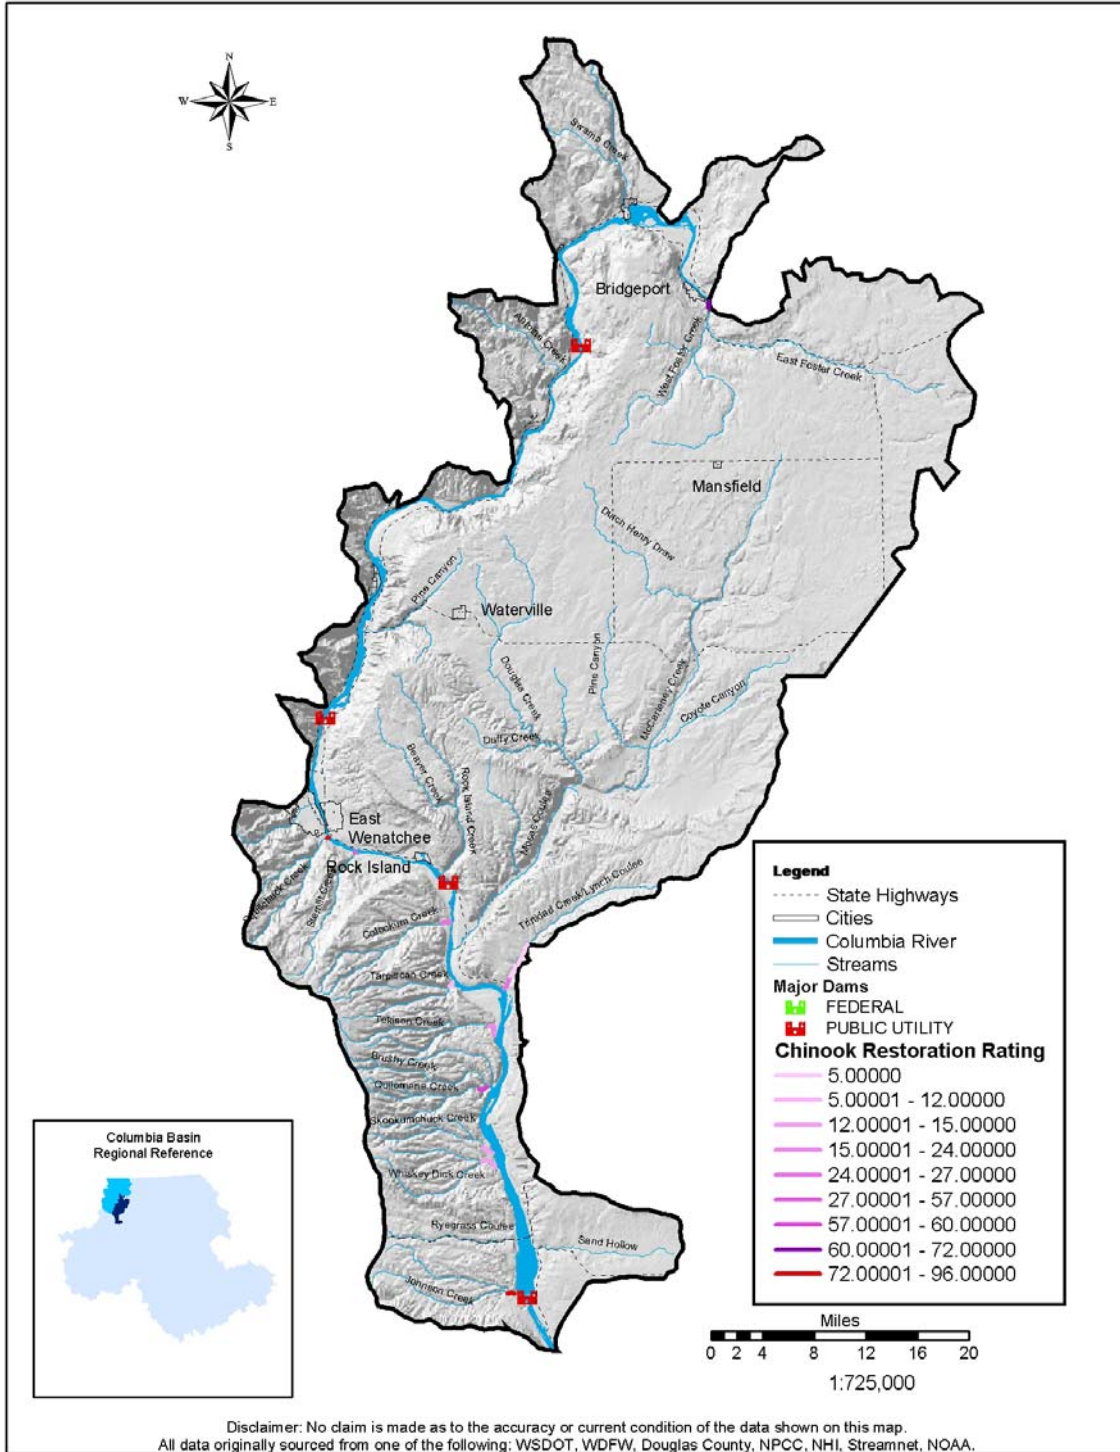 N
W
E
S
Swamp Creek
Bridgeport
Antoine Creek
West Foster Creek
East Foster Creek
Mansfield
Dutch Henry Draw
Pine Canyon
Waterville
Pine Canyon
Douglas Creek
McCarteney Creek
Coyote Canyon
Duffy Creek
Beaver Creek
Rock Island Creek
Moses Coulee
East
Wenatchee
Rock Island
Stemilt Creek
Trinidad Creek/Lynch Coulee
Colockum Creek
Tarpiscan Creek
Tekison Creek
Brushy Creek
Quilomene Creek
Skookumchuck Creek
Whiskey Dick Creek
Ryegrass Coulee
Sand Hollow
Johnson Creek
Legend
State Highways
Cities
Columbia River
Streams
Major Dams
FEDERAL
PUBLIC UTILITY
Chinook Restoration Rating
5.00000
5.00001 - 12.00000
12.00001 - 15.00000
15.00001 - 24.00000
24.00001 - 27.00000
27.00001 - 57.00000
57.00001 - 60.00000
60.00001 - 72.00000
72.00001 - 96.00000
Columbia Basin
Regional Reference
Miles
0 2 4 8 12 16 20
1:725,000
Disclaimer: No claim is made as to the accuracy or current condition of the data shown on this map.
All data originally sourced from one of the following: WSDOT, WDFW, Douglas County, NPCC, NHI, Streamnet, NOAA.